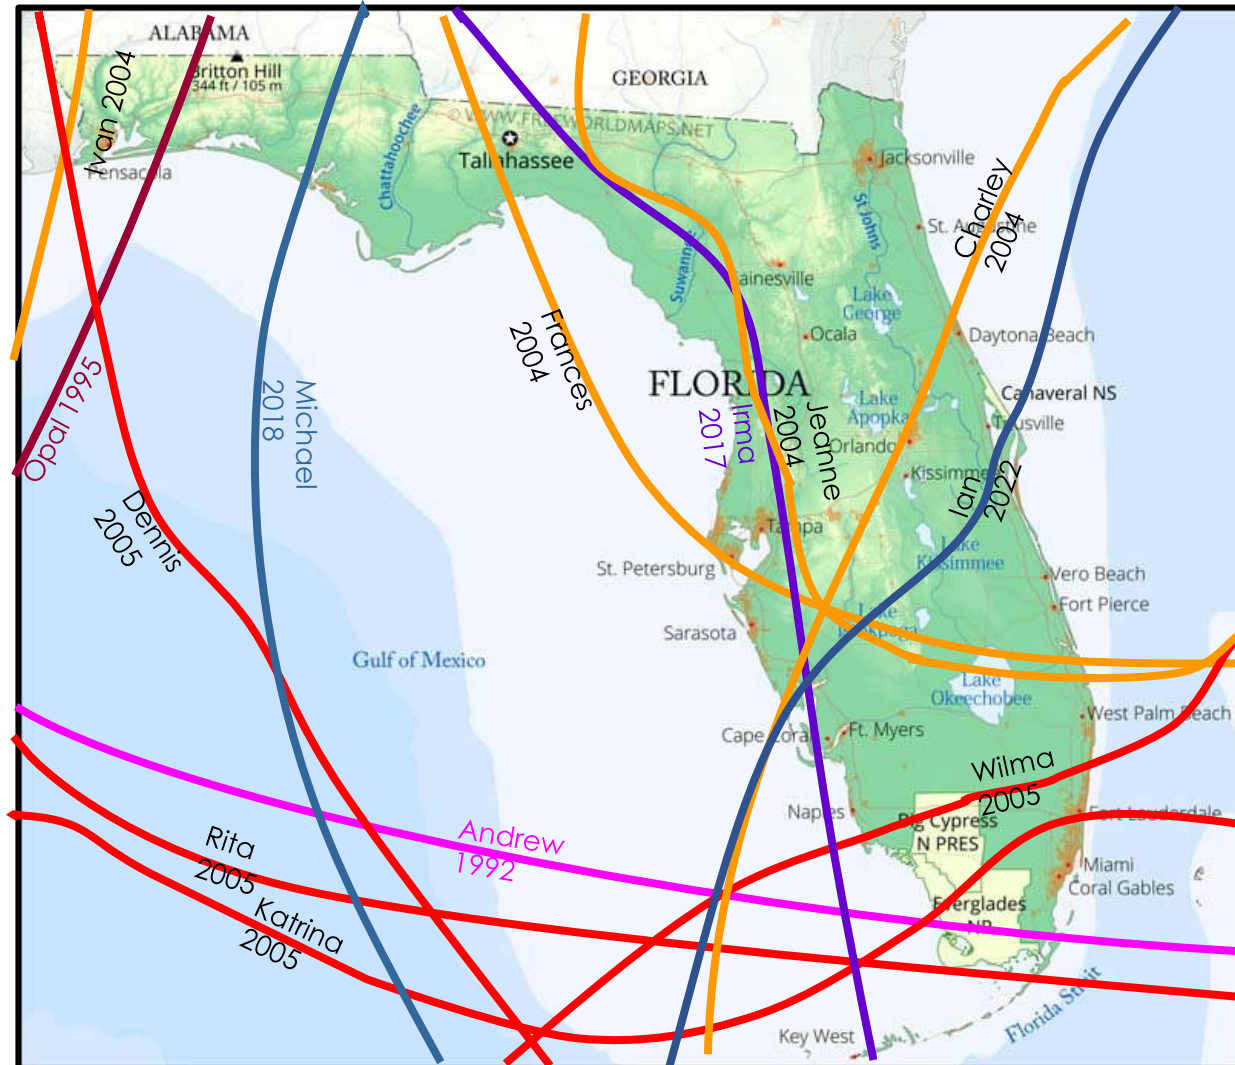 ALABAMA
Britton Hill
344 ft / 105 m
GEORGIA
© WWW.FREEWORLDMAPS.NET
Ivan 2004
Pensacola
Chattahoochee
Tallahassee
Jacksonville
St Johns
St. Augustine
Charley
2004
Suwannee
Gainesville
Lake
George
Ocala
Daytona Beach
Frances
2004
FLORIDA
Opal 1995
Michael
2018
Irma
2017
Jeanne
2004
Lake
Apopka
Canaveral NS
Titusville
Orlando
Kissimmee
Ian
2022
Dennis
2005
Tampa
St. Petersburg
Lake
Kissimmee
Vero Beach
Fort Pierce
Lake
Sarasota
Gulf of Mexico
Lake
Okeechobee
West Palm Beach
Cape Coral
Ft. Myers
Wilma
2005
Naples
Fort Lauderdale
Big Cypress
N PRES
Andrew
1992
Rita
2005
Miami
Coral Gables
Everglades
NP
Katrina
2005
Key West
Florida Strait